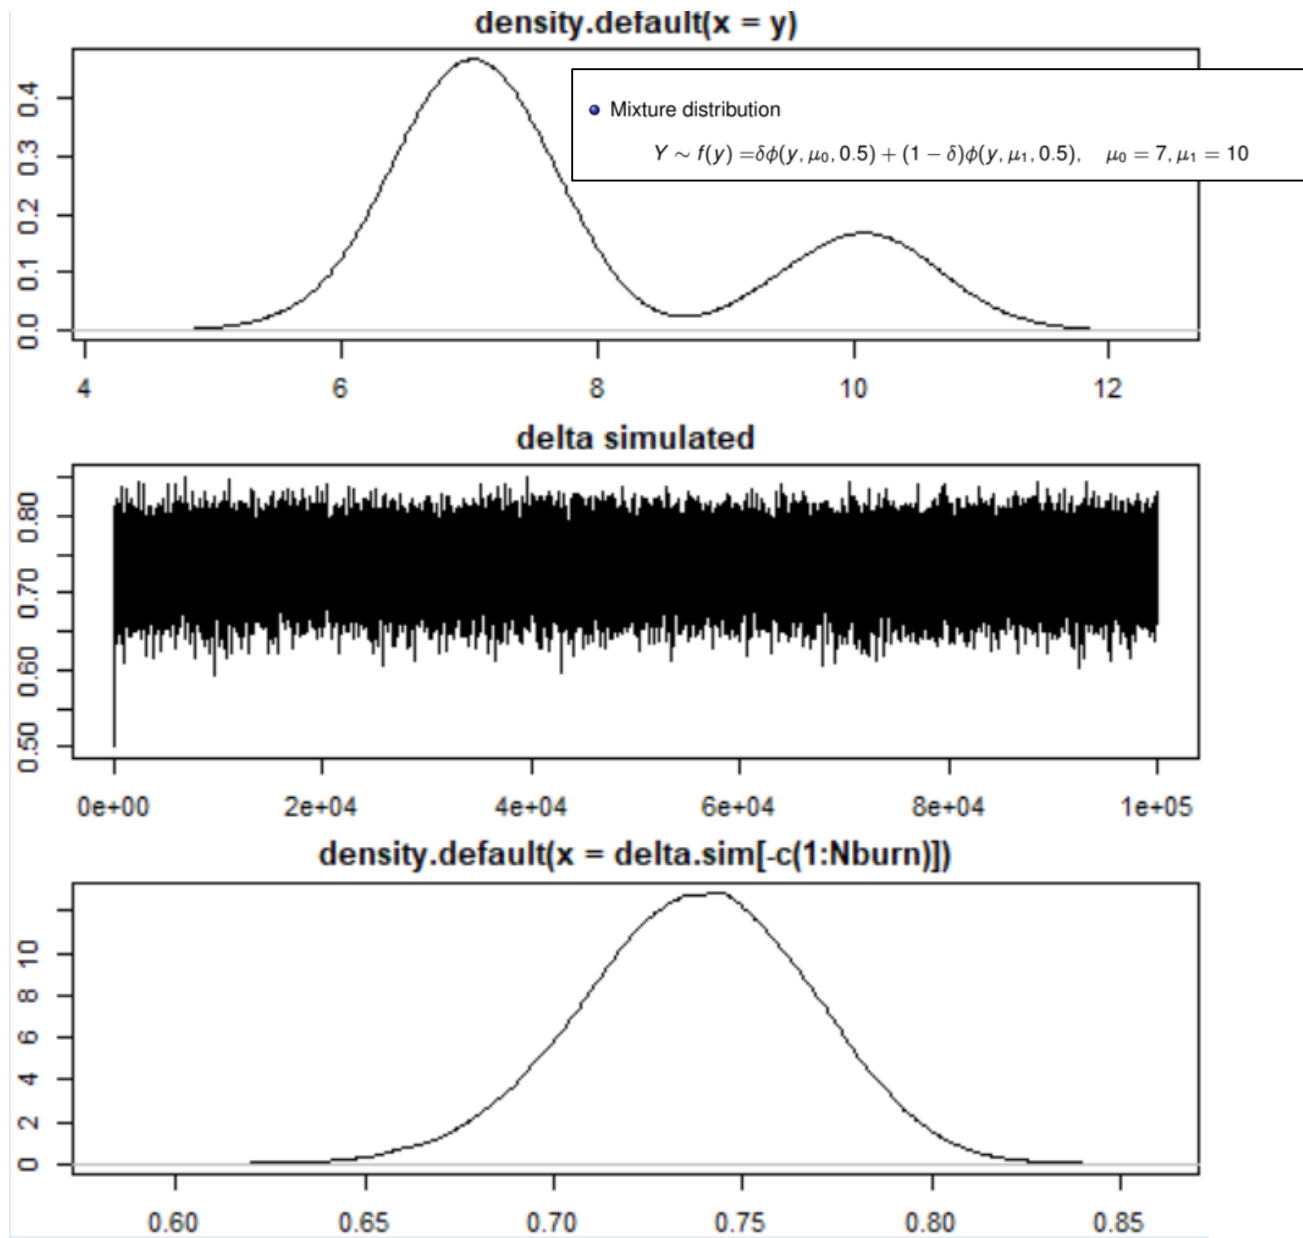 density.default(x = y)
0.4
0.3
0.2
0.1
0.0
Mixture distribution
Y ∼ f(y) =δϕ(y, μ₀, 0.5) + (1 − δ)ϕ(y, μ₁, 0.5), μ₀ = 7, μ₁ = 10
4 6 8 10 12
delta simulated
0.80
0.70
0.60
0.50
0e+00 2e+04 4e+04 6e+04 8e+04 1e+05
density.default(x = delta.sim[-c(1:Nburn)])
10
8
6
4
2
0
0.60 0.65 0.70 0.75 0.80 0.85